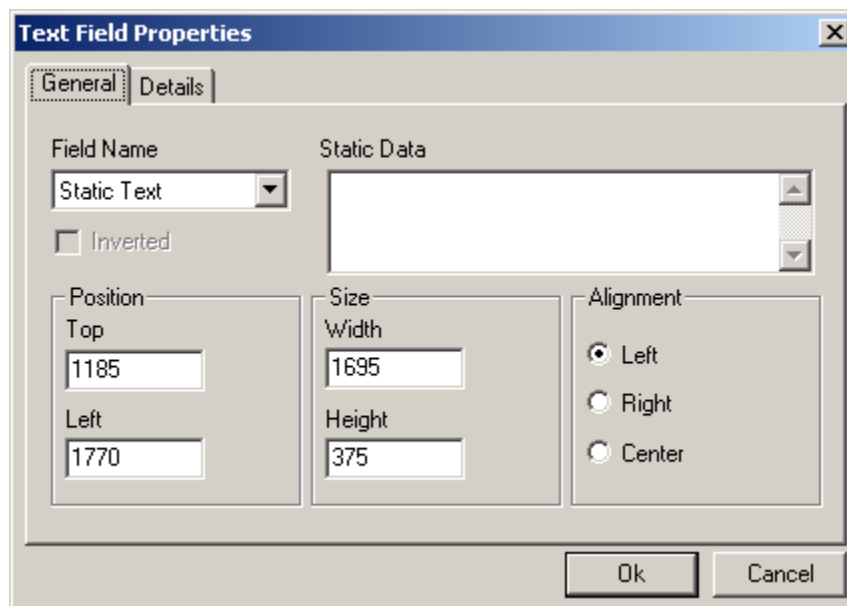 Text Field Properties
General Details
Field Name Static Data
Static Text
Inverted
Position Size Alignment
Top Width
1185 1695 Left
Left Height Right
1770 375 Center
Ok Cancel